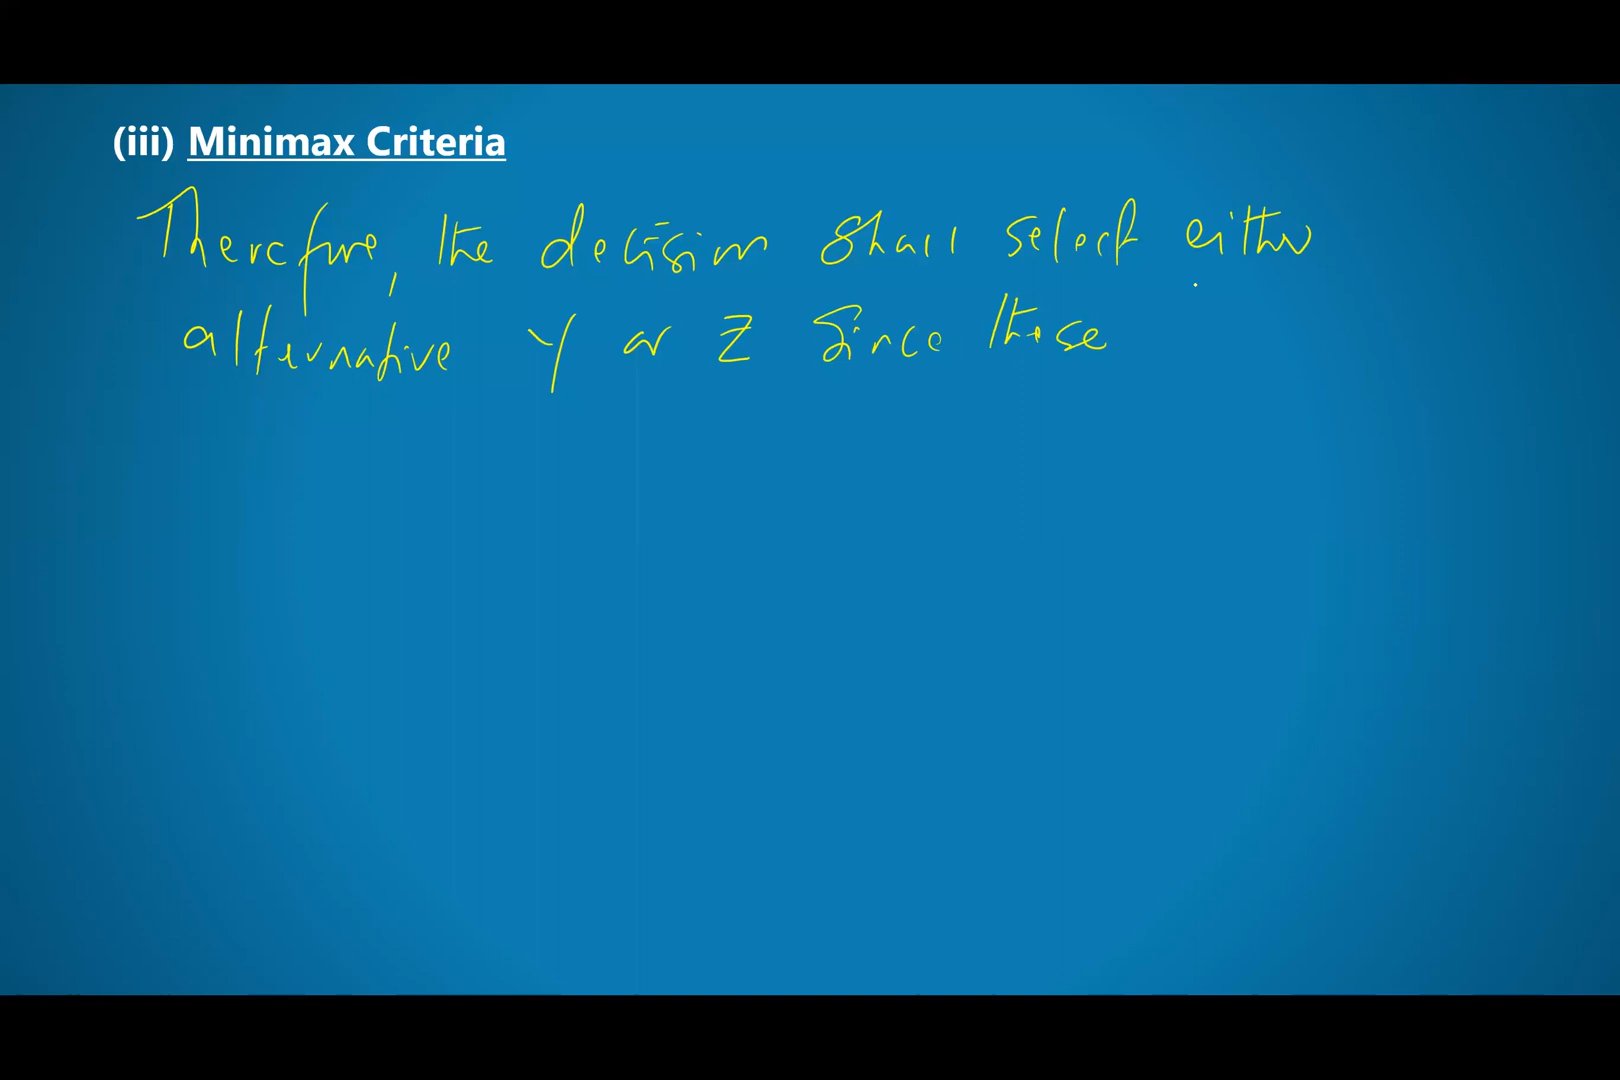 (iii) Minimax Criteria
Therefore, the decision shall select either
alternative Y or Z since these